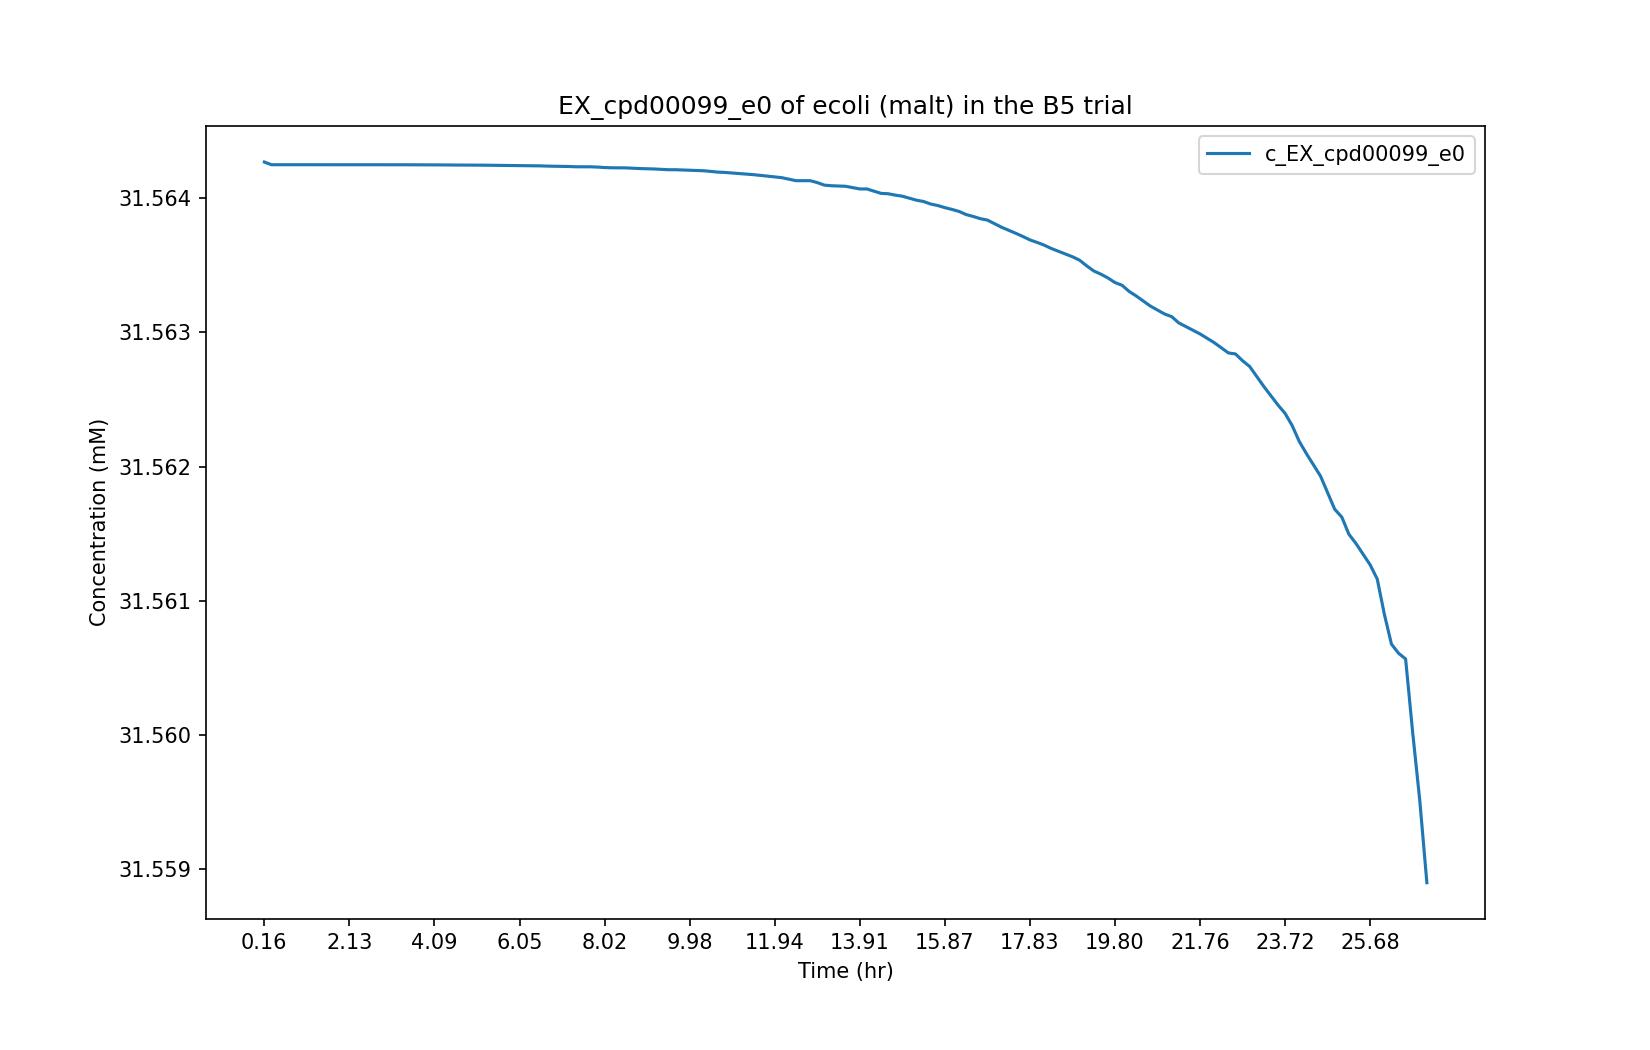 EX_cpd00099_e0 of ecoli (malt) in the B5 trial
c_EX_cpd00099_e0
31.564
31.563
31.562
31.561
31.560
31.559
Concentration (mM)
0.16 2.13 4.09 6.05 8.02 9.98 11.94 13.91 15.87 17.83 19.80 21.76 23.72 25.68
Time (hr)